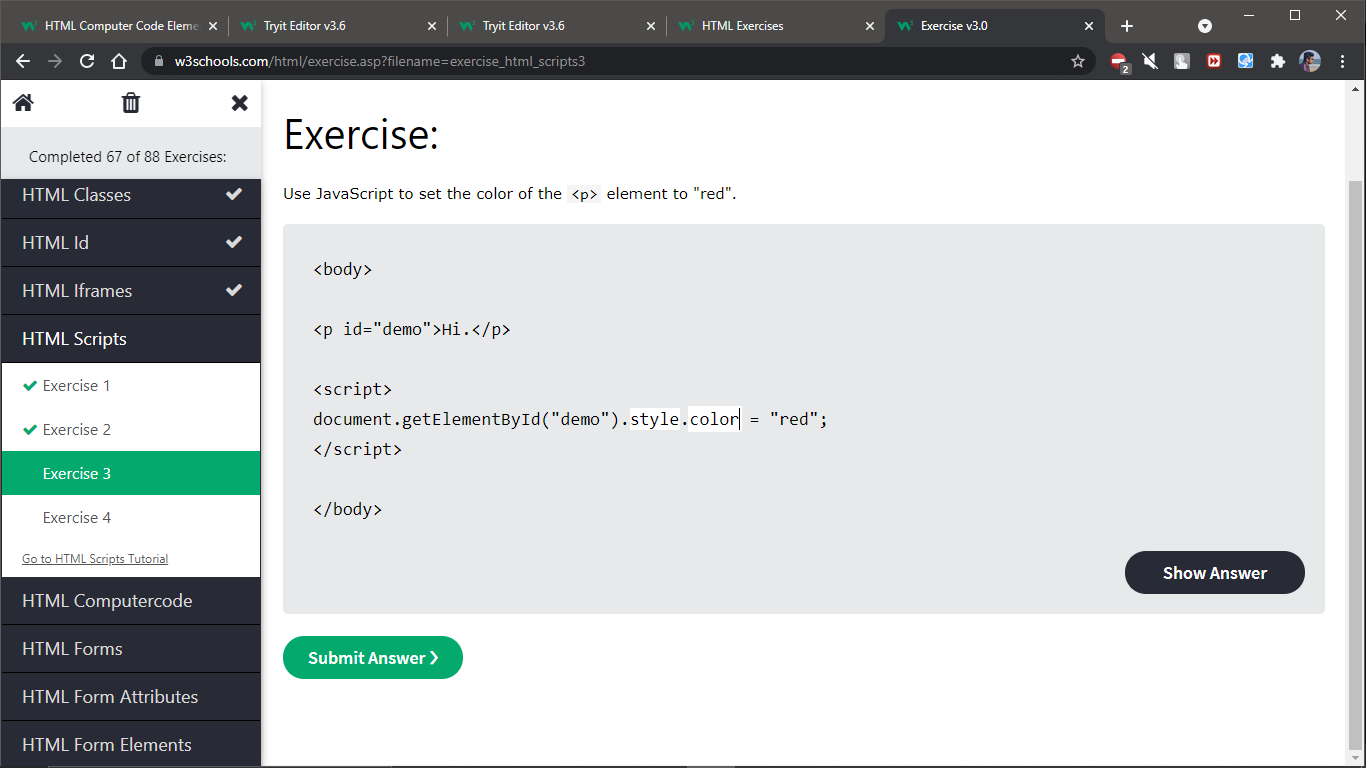 HTML Computer Code Eleme
Tryit Editor v3.6
Tryit Editor v3.6
HTML Exercises
Exercise v3.0
w3schools.com/html/exercise.asp?filename=exercise_html_scripts3
2
Completed 67 of 88 Exercises:
HTML Classes
HTML Id
HTML Iframes
HTML Scripts
Exercise 1
Exercise 2
Exercise 3
Exercise 4
Go to HTML Scripts Tutorial
HTML Computercode
HTML Forms
HTML Form Attributes
HTML Form Elements
Exercise:
Use JavaScript to set the color of the <p> element to "red".
<body>
<p id="demo">Hi.</p>
<script>
document.getElementById("demo").style.color = "red";
</script>
</body>
Show Answer
Submit Answer ❯